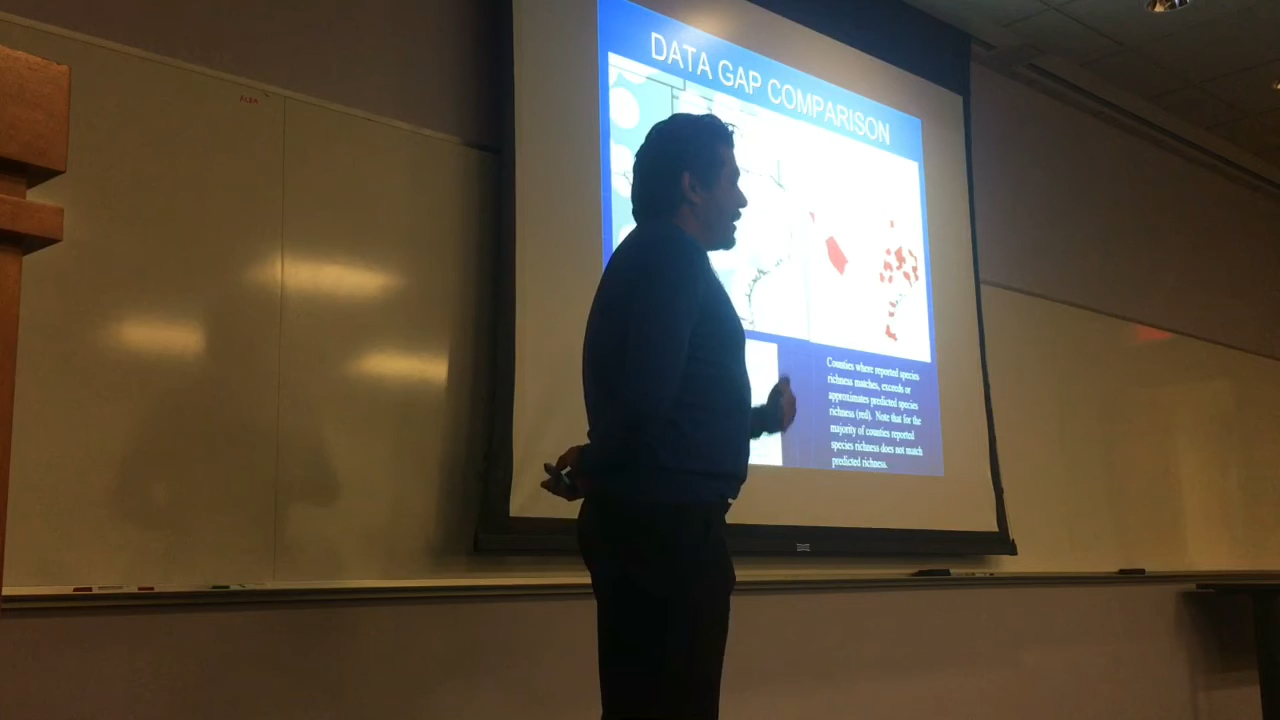 DATA GAP COMPARISON
Counties where reported species
richness matches, exceeds or
approximates predicted species
richness (red). Note that for the
majority of counties reported
species richness does not match
predicted richness.